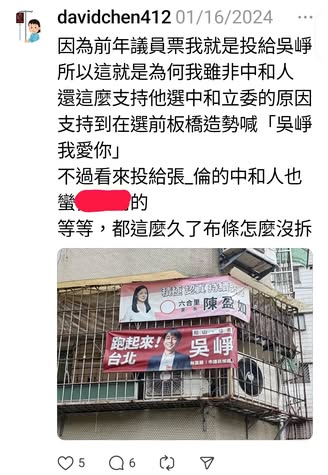 davidchen412 01/16/2024
因為前年議員票我就是投給吳崢
所以這就是為何我雖非中和人
還這麼支持他選中和立委的原因
支持到在選前板橋造勢喊「吳崢
我愛你」
不過看來投給張_倫的中和人也
蠻
的
等等，都這麼久了布條怎麼沒拆
積極認真
六合里
陳盈如
跑起來！
台北
吳崢
5
6